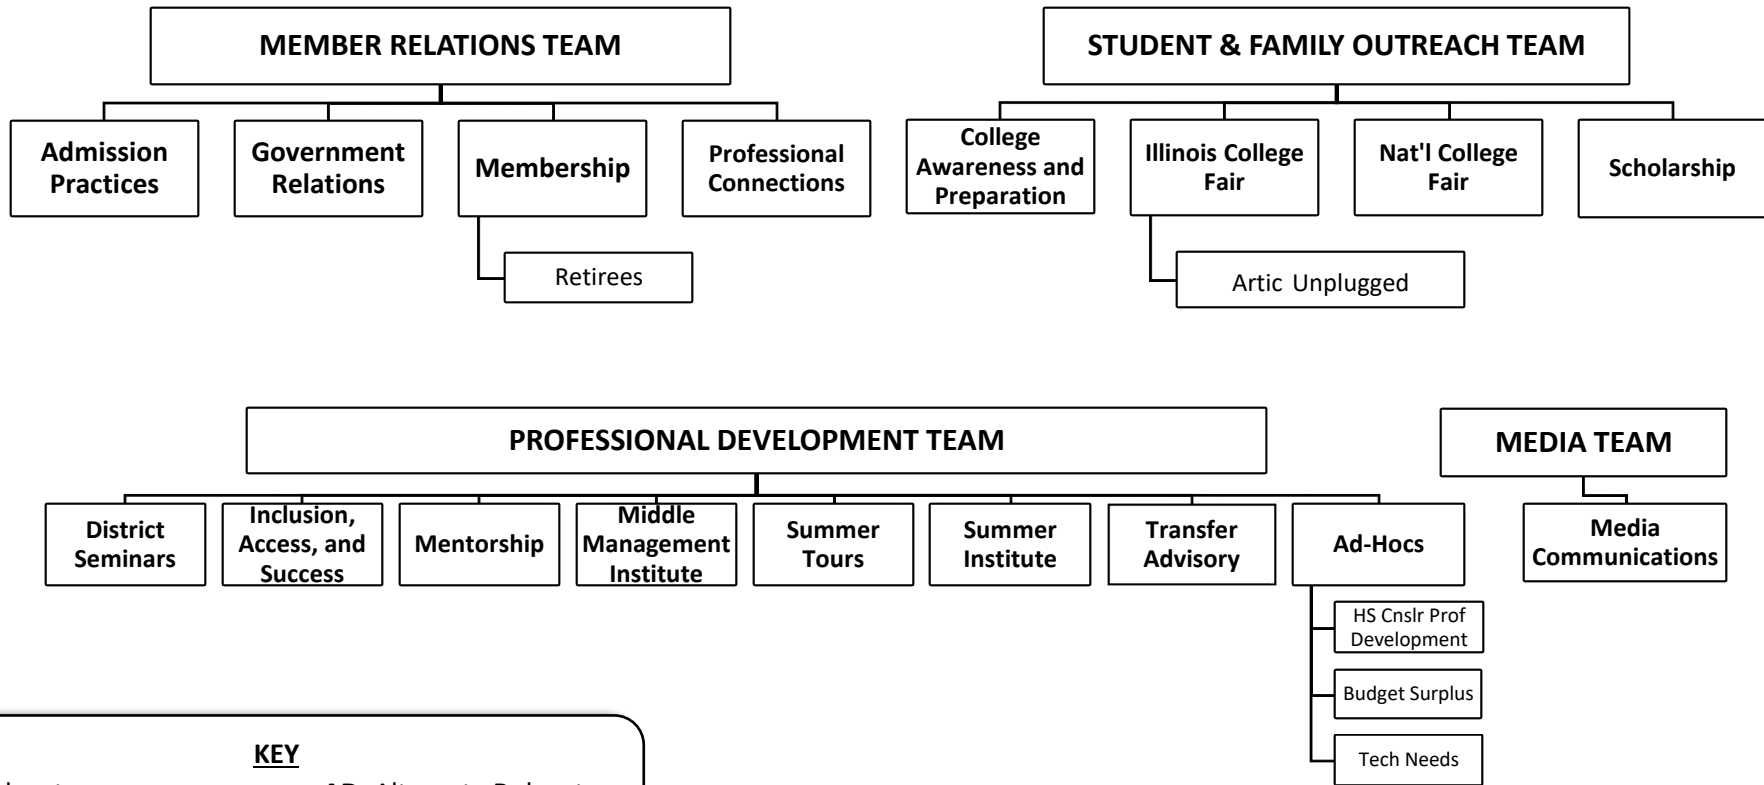 MEMBER RELATIONS TEAM
STUDENT & FAMILY OUTREACH TEAM
Admission
Practices
Government
Relations
Membership
Professional
Connections
College
Awareness and
Preparation
Illinois College
Fair
Nat'l College
Fair
Scholarship
Retirees
Artic Unplugged
PROFESSIONAL DEVELOPMENT TEAM
MEDIA TEAM
District
Seminars
Inclusion,
Access, and
Success
Mentorship
Middle
Management
Institute
Summer
Tours
Summer
Institute
Transfer
Advisory
Ad-Hocs
Media
Communications
HS Cnslr Prof
Development
Budget Surplus
Tech Needs
KEY